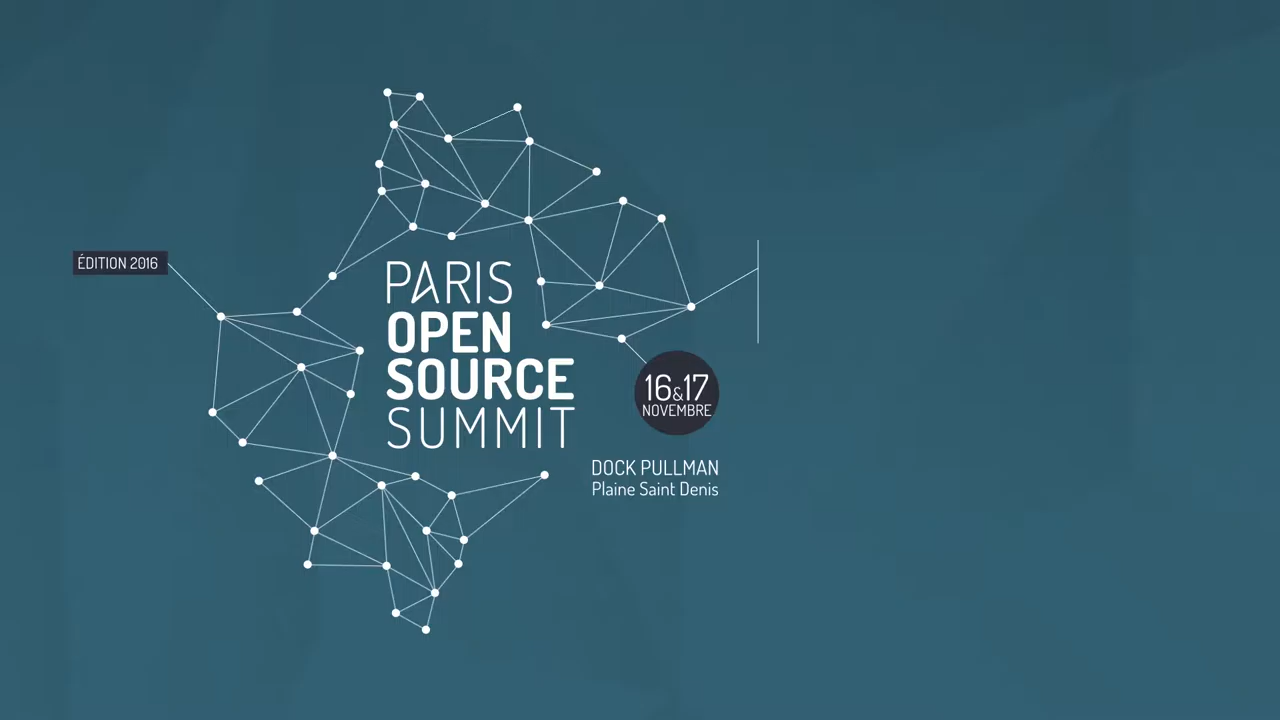 ÉDITION 2016
PARIS
OPEN
SOURCE
SUMMIT
16&17
NOVEMBRE
DOCK PULLMAN
Plaine Saint Denis